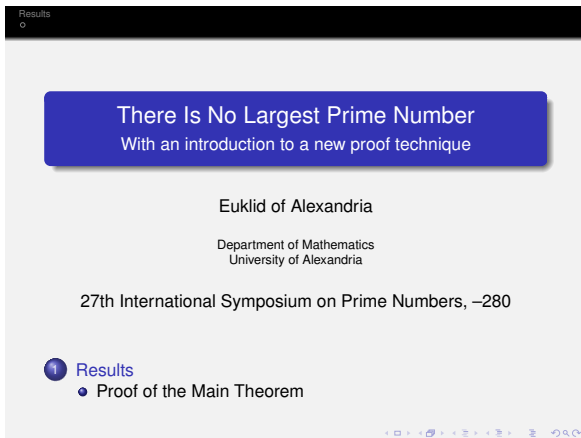 Results
There Is No Largest Prime Number
With an introduction to a new proof technique
Euklid of Alexandria
Department of Mathematics
University of Alexandria
27th International Symposium on Prime Numbers, –280
1 Results
Proof of the Main Theorem